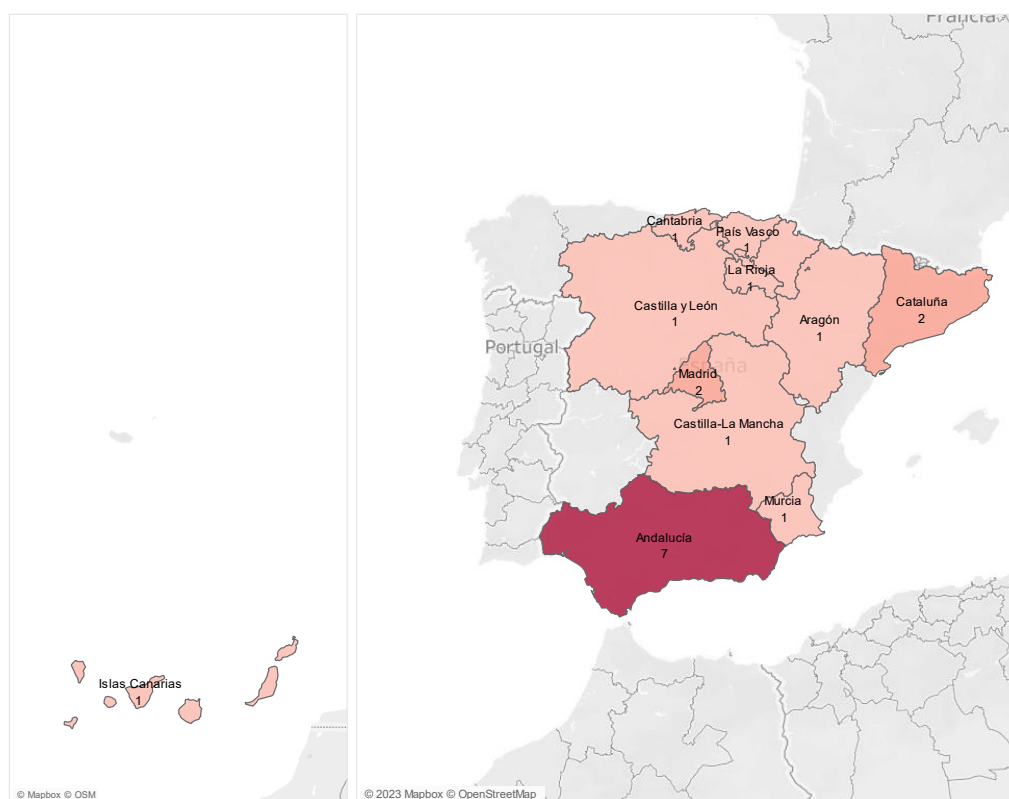 Francia
Cantabria
1
País Vasco
1
La Rioja
1
Castilla y León
1
Aragón
1
Cataluña
2
Portugal
España
Madrid
2
Castilla-La Mancha
1
Murcia
1
Andalucía
7
Islas Canarias
1
© Mapbox © OSM
© 2023 Mapbox © OpenStreetMap